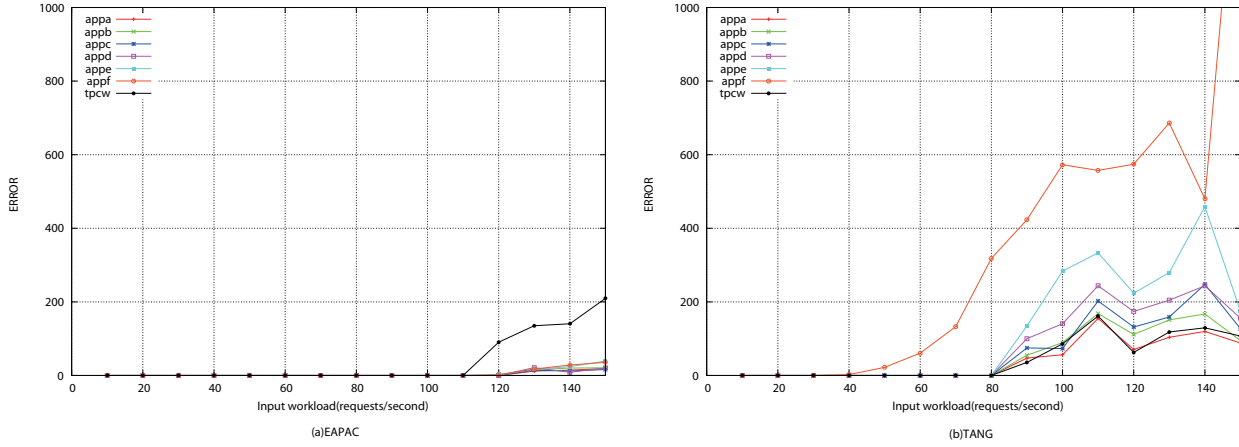 1000
800
600
400
200
0
ERROR
appa
appb
appc
appd
appe
appf
tpcw
0 20 40 60 80 100 120 140
Input workload(requests/second)
(a)EAPAC
1000
800
600
400
200
0
ERROR
appa
appb
appc
appd
appe
appf
tpcw
0 20 40 60 80 100 120 140
Input workload(requests/second)
(b)TANG